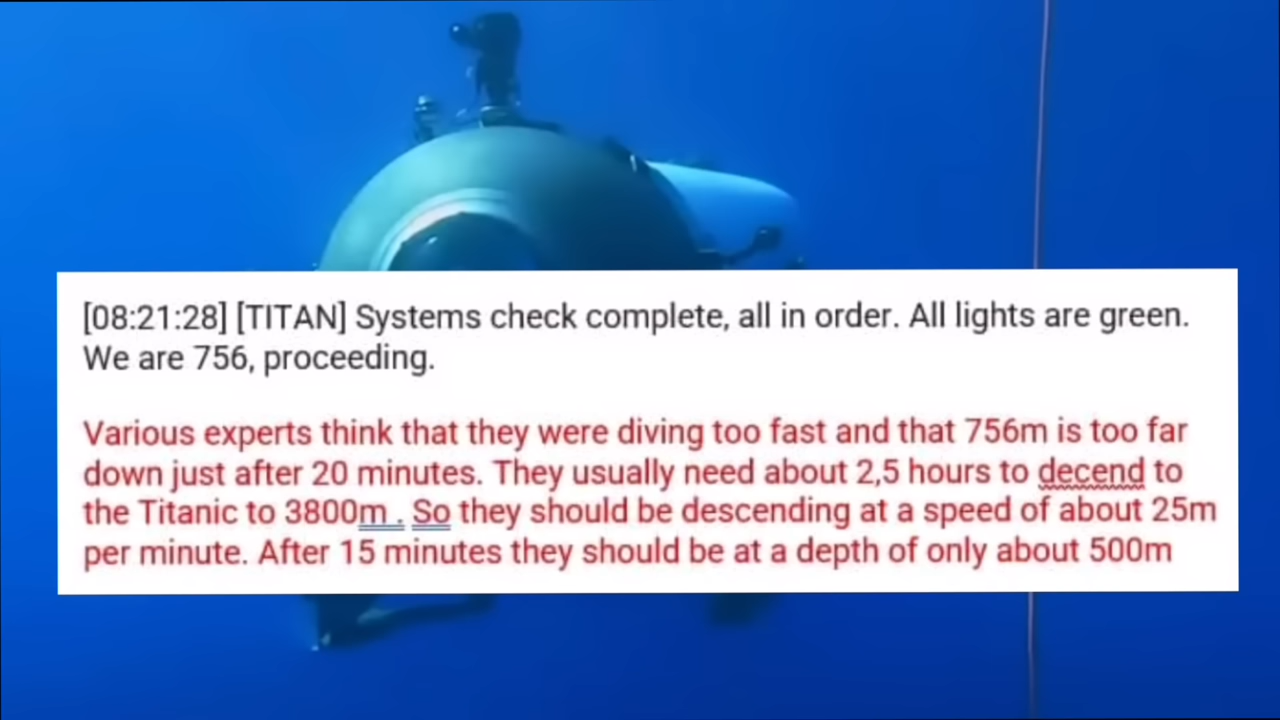 [08:21:28] [TITAN] Systems check complete, all in order. All lights are green.
We are 756, proceeding.
Various experts think that they were diving too fast and that 756m is too far
down just after 20 minutes. They usually need about 2,5 hours to decend to
the Titanic to 3800m . So they should be descending at a speed of about 25m
per minute. After 15 minutes they should be at a depth of only about 500m